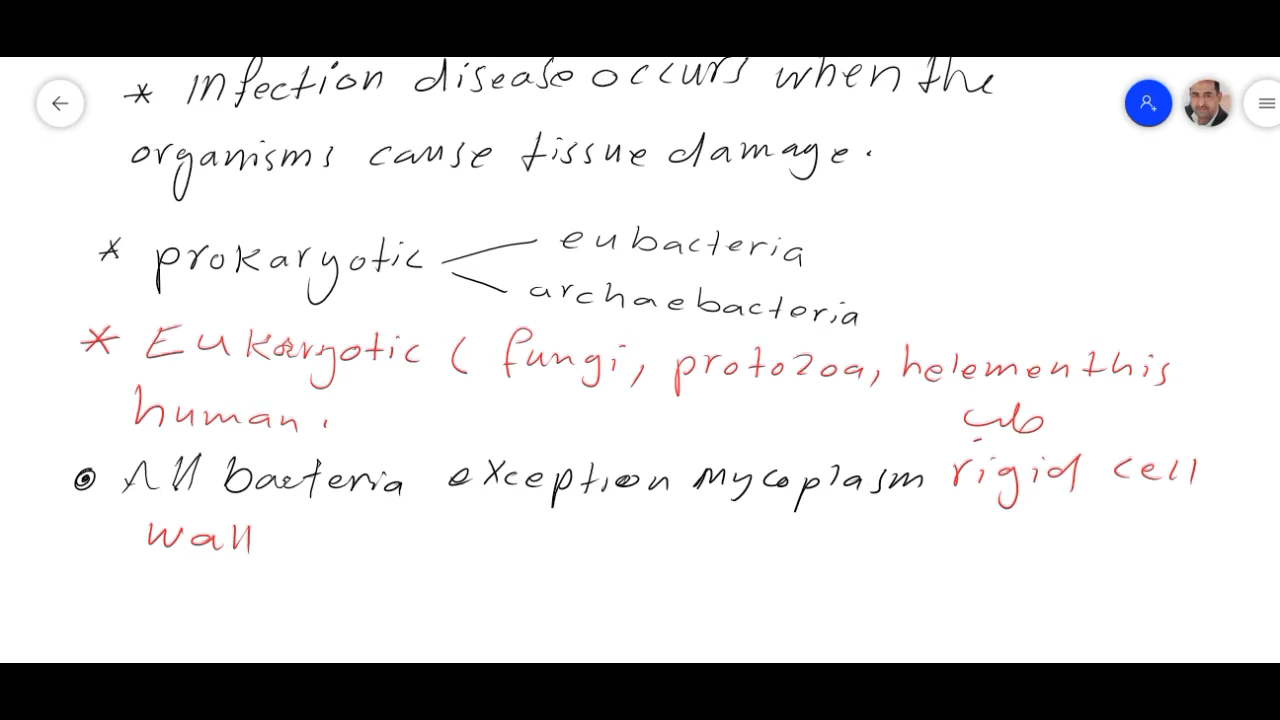 * Infection disease occurs when the
organisms cause tissue damage.
* prokaryotic eubacteria
archaebacteria
* Eukaryotic ( fungi, protozoa, helementhis
human.
صلب
All bacteria exception mycoplasm rigid cell
wall